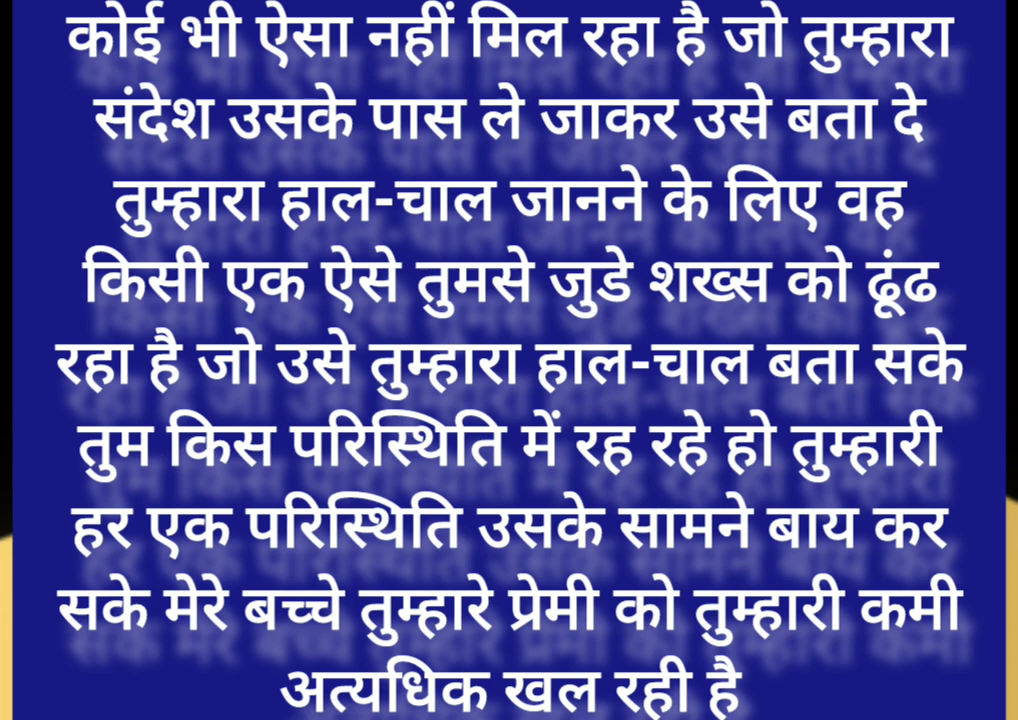 कोई भी ऐसा नहीं मिल रहा है जो तुम्हारा
संदेश उसके पास ले जाकर उसे बता दे
तुम्हारा हाल-चाल जानने के लिए वह
किसी एक ऐसे तुमसे जुडे शख्स को ढूंढ
रहा है जो उसे तुम्हारा हाल-चाल बता सके
तुम किस परिस्थिति में रह रहे हो तुम्हारी
हर एक परिस्थिति उसके सामने बाय कर
सके मेरे बच्चे तुम्हारे प्रेमी को तुम्हारी कमी
अत्यधिक खल रही है